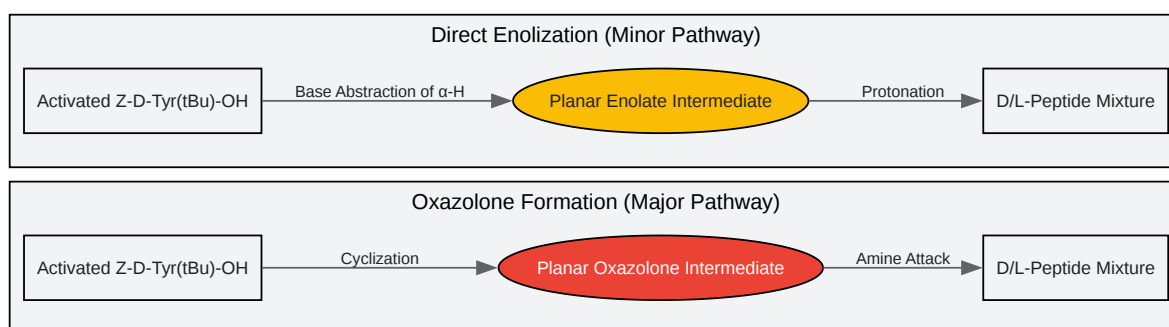 Direct Enolization (Minor Pathway)
Activated Z-D-Tyr(tBu)-OH
Base Abstraction of α-H
Planar Enolate Intermediate
Protonation
D/L-Peptide Mixture
Oxazolone Formation (Major Pathway)
Activated Z-D-Tyr(tBu)-OH
Cyclization
Planar Oxazolone Intermediate
Amine Attack
D/L-Peptide Mixture